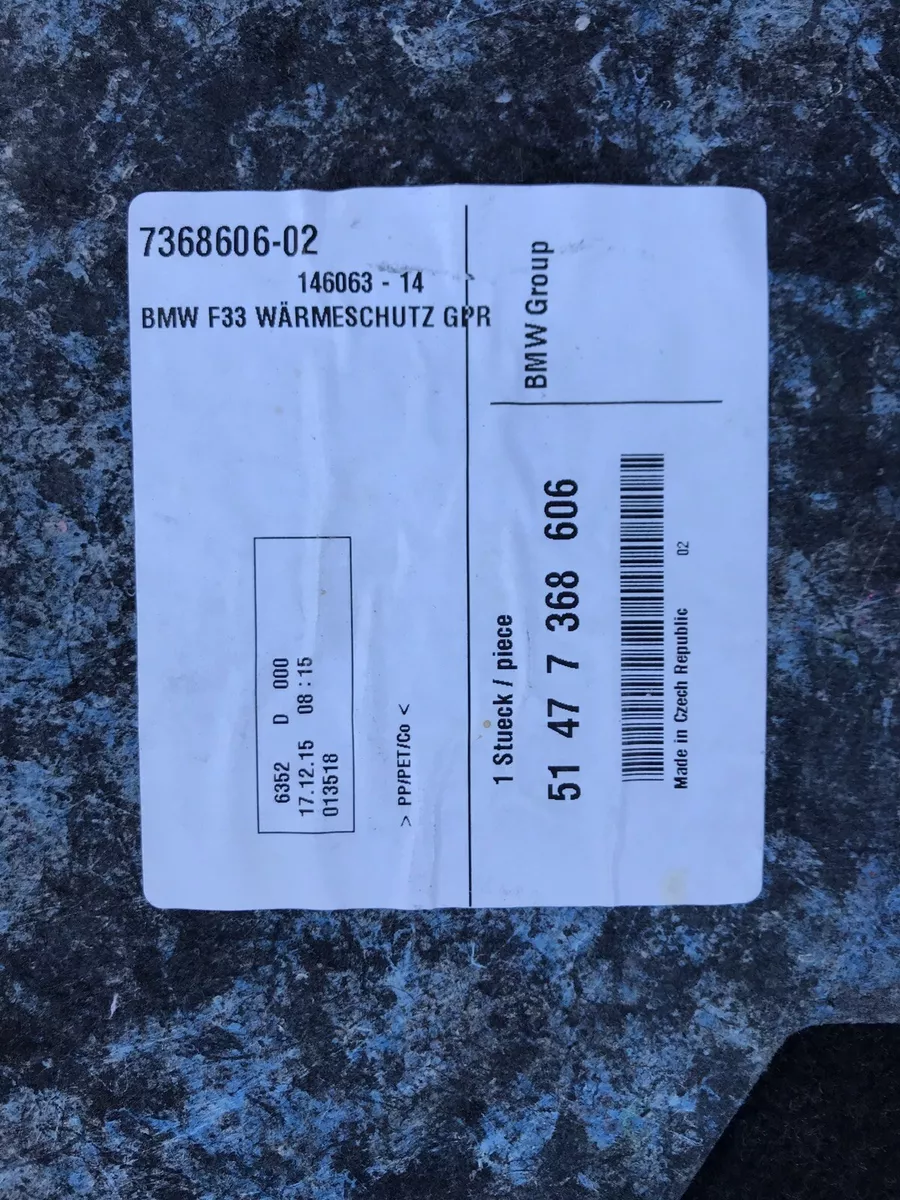 7368606-02
146063 - 14
BMW F33 WÄRMESCHUTZ GPR
6352 D 000
17.12.15 08:15
013518
> PP/PET/Co <
BMW Group
1 Stueck / piece
51 47 7 368 606
Made in Czech Republic 02